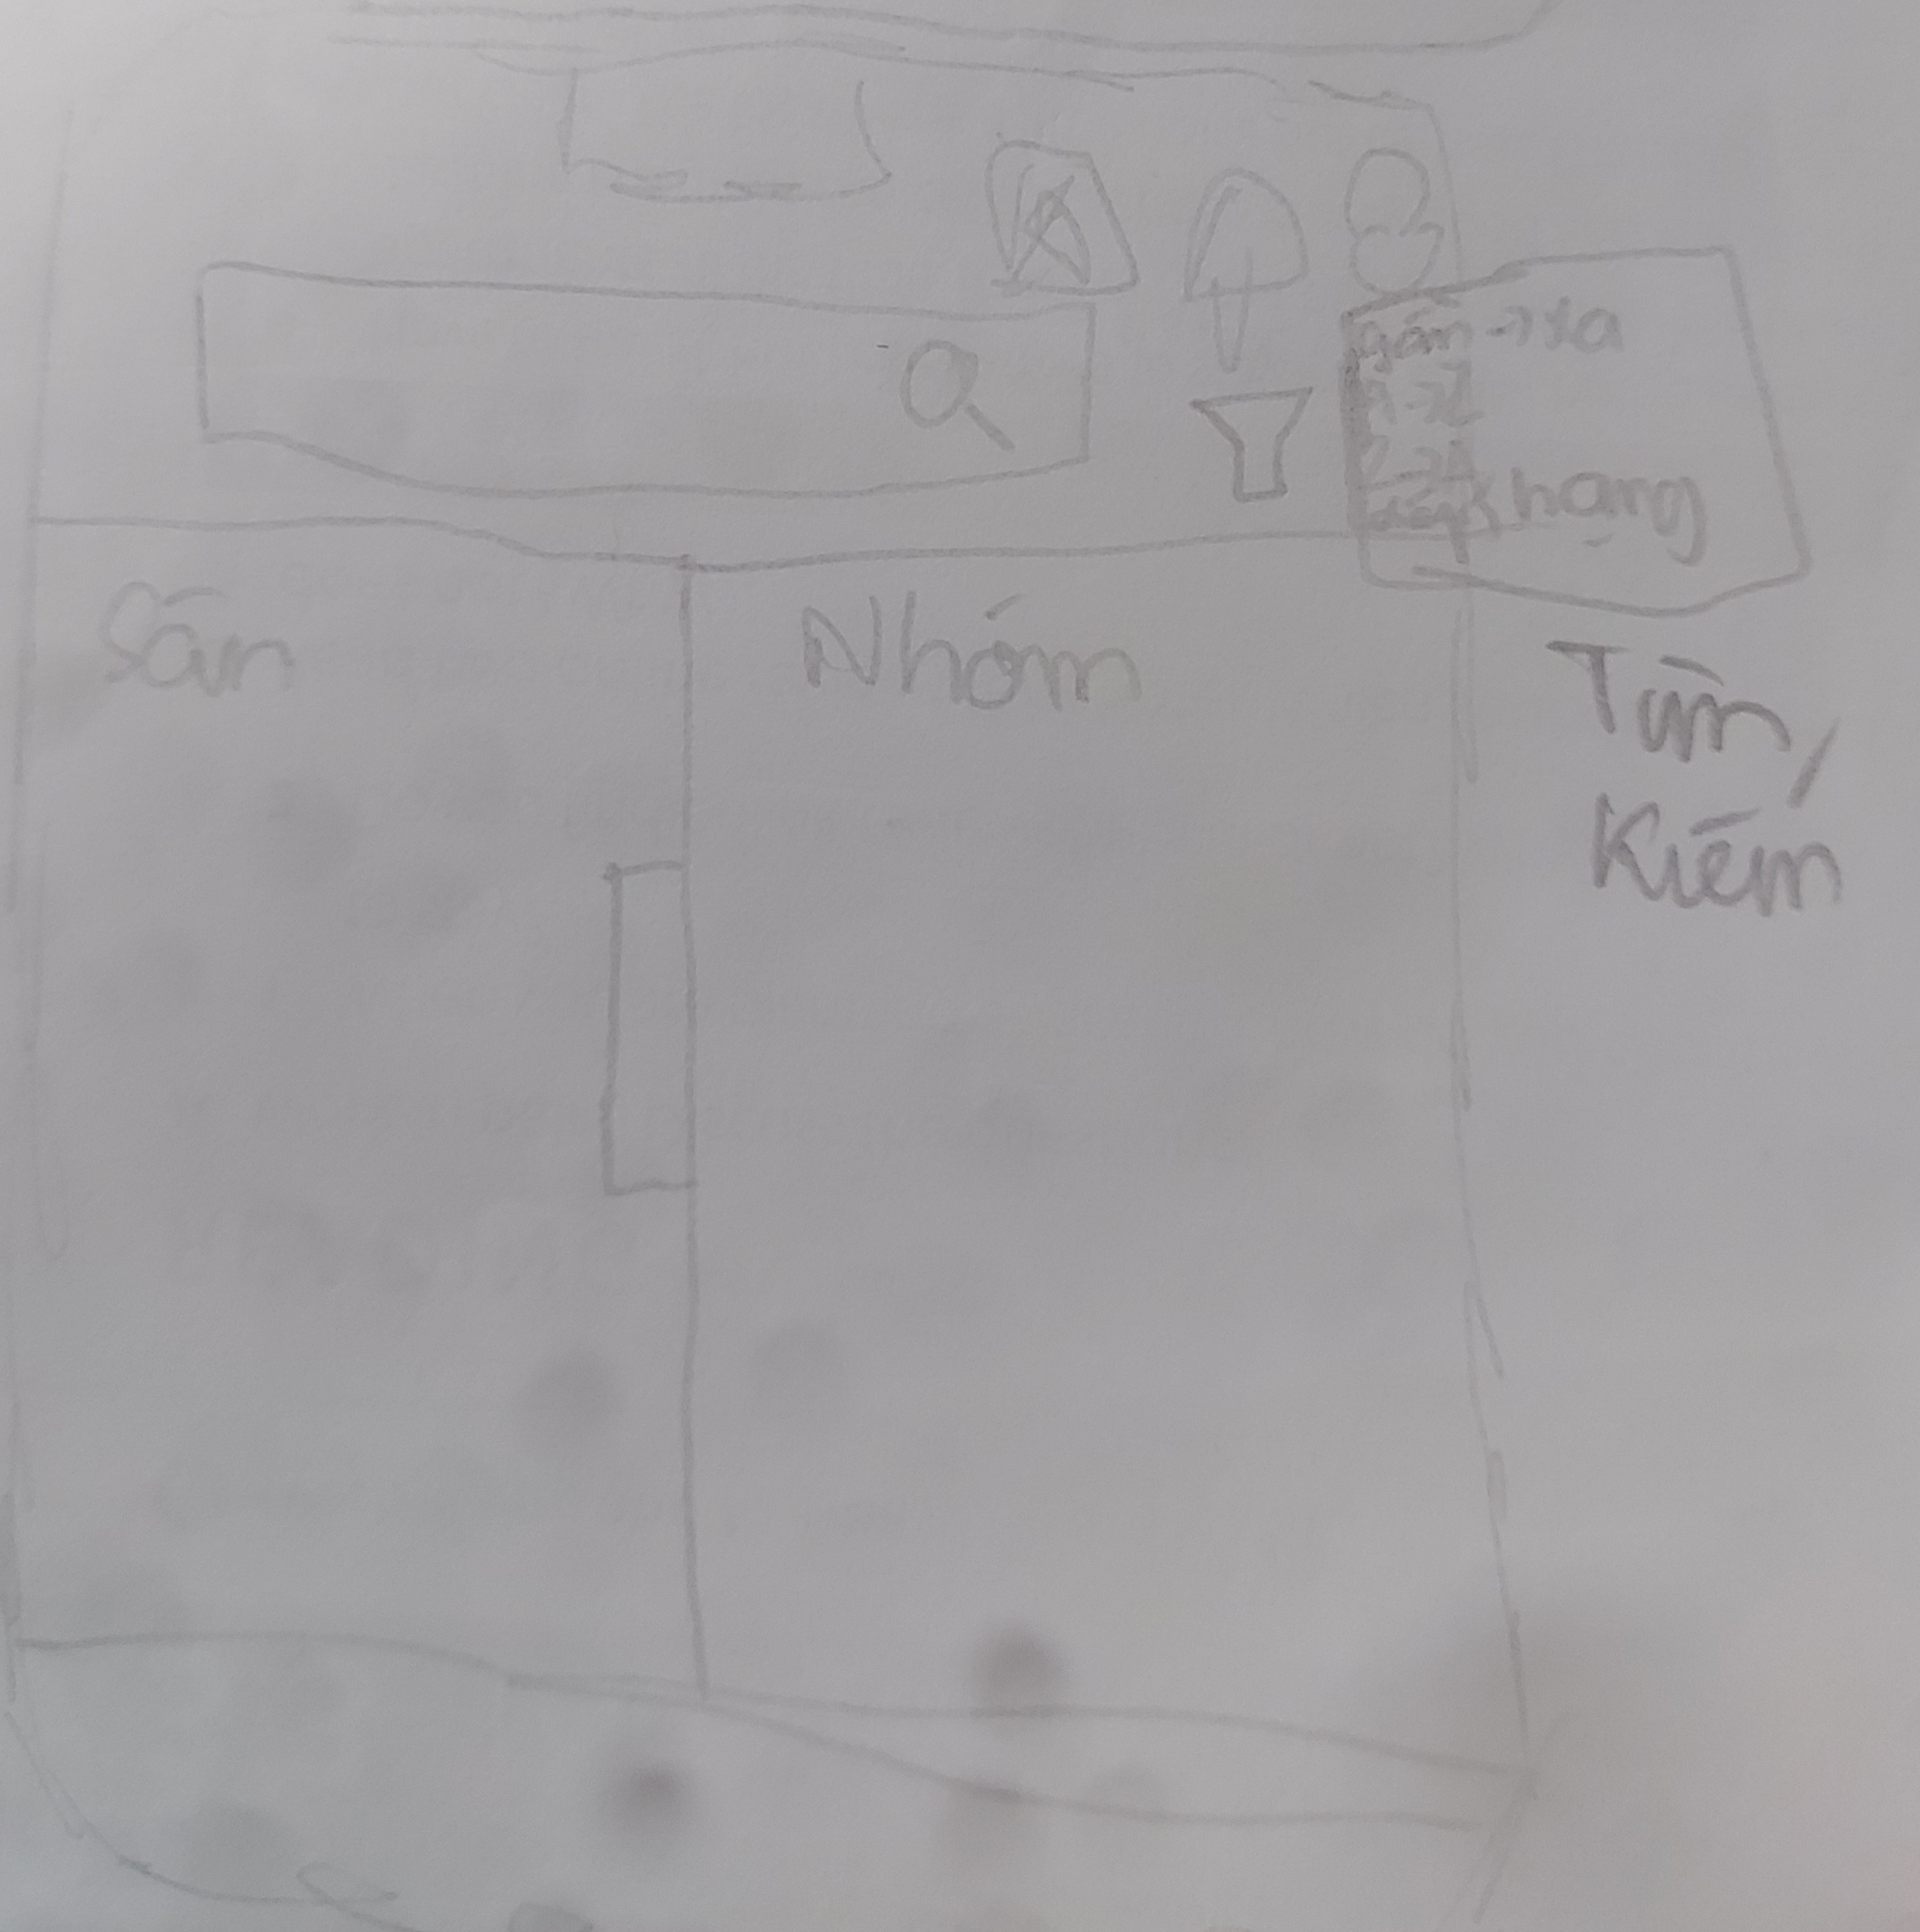 gần → xa
A → Z
Z → A
hạng
Sân
Nhóm
Tìm
Kiếm